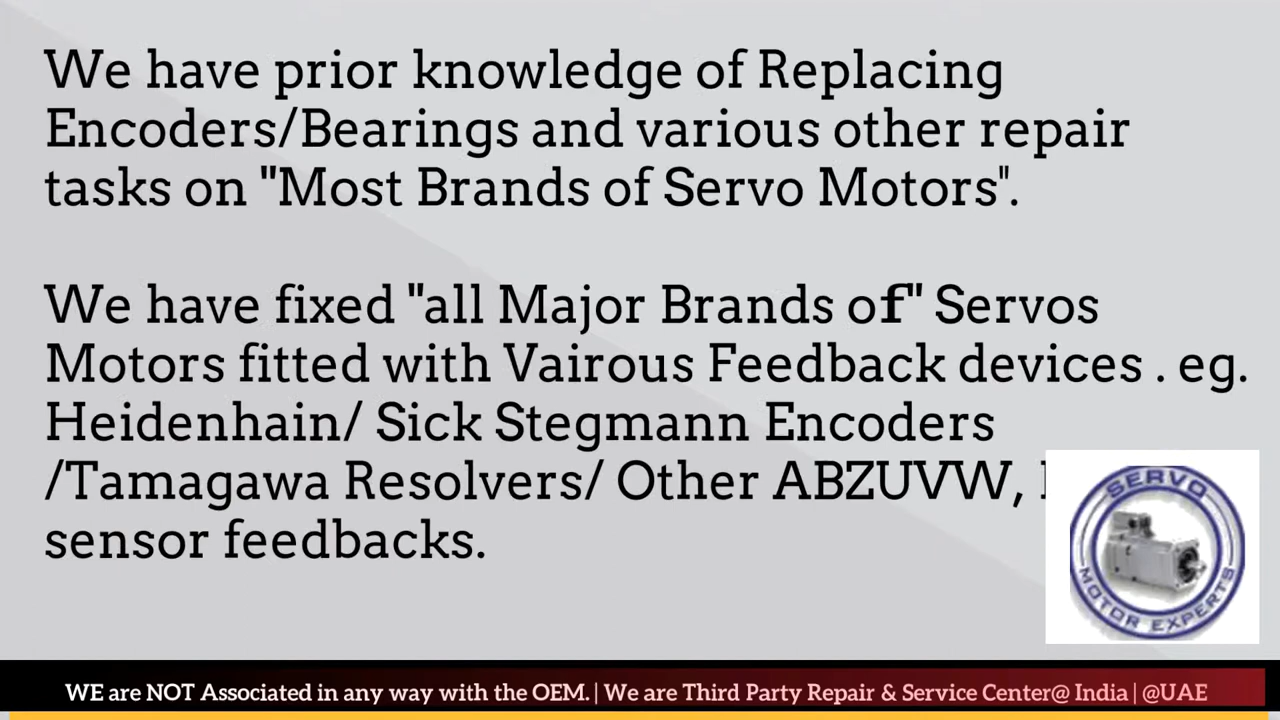 We have prior knowledge of Replacing
Encoders/Bearings and various other repair
tasks on "Most Brands of Servo Motors".
We have fixed "all Major Brands of" Servos
Motors fitted with Vairous Feedback devices . eg.
Heidenhain/ Sick Stegmann Encoders
/Tamagawa Resolvers/ Other ABZUVW,
sensor feedbacks.
SERVO
MOTOR EXPERTS
WE are NOT Associated in any way with the OEM. | We are Third Party Repair & Service Center@ India | @UAE